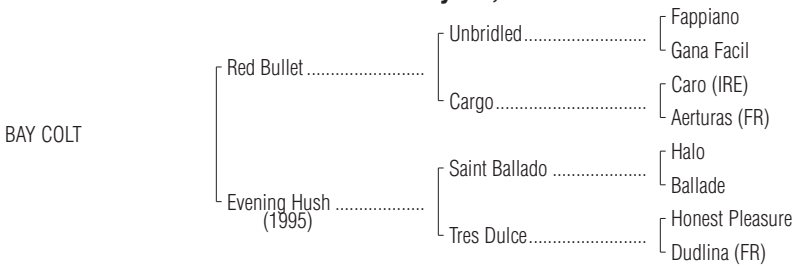 Fappiano
Unbridled
Gana Facil
Red Bullet
Caro (IRE)
Cargo
Aerturas (FR)
BAY COLT
Halo
Saint Ballado
Ballade
Evening Hush
(1995)
Honest Pleasure
Tres Dulce
Dudlina (FR)